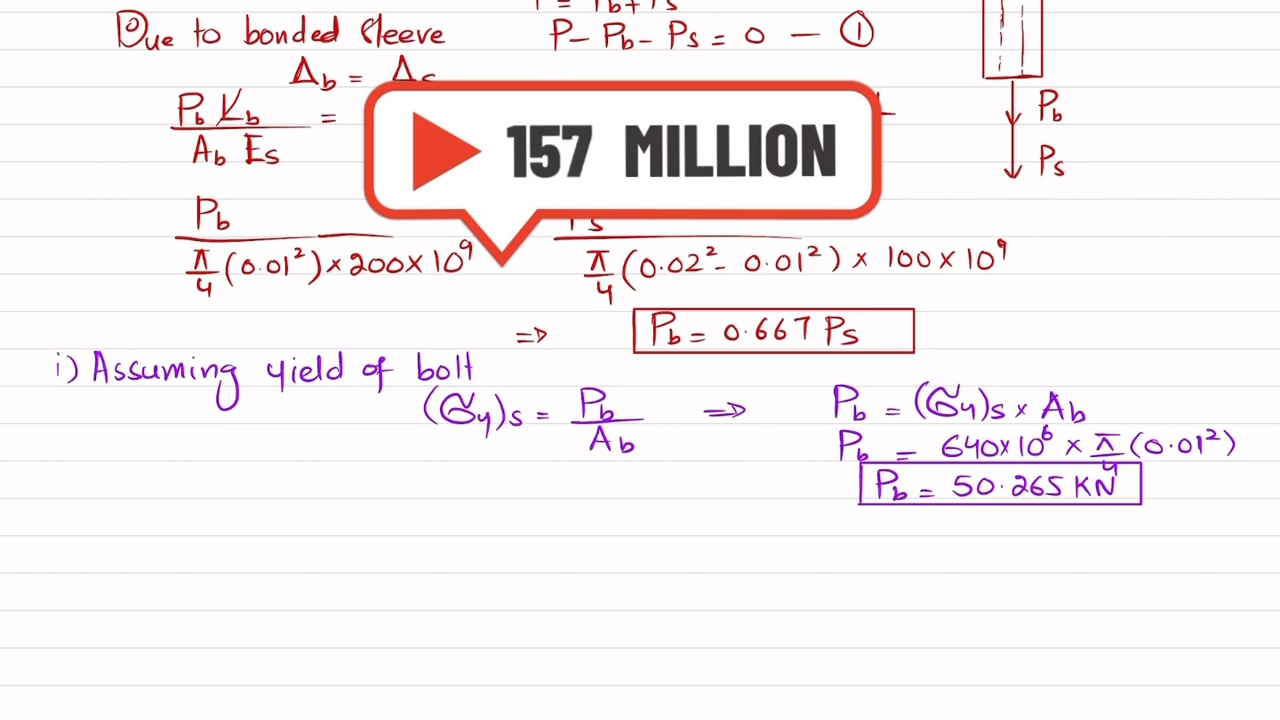 Due to bonded sleeve
P - Pb - Ps = 0 — ①
Δb = Δs
Pb Lb
Ab Es
=
Pb
Ps
157 MILLION
Pb
π/4 (0.01²) × 200 × 10⁹
π/4 (0.02² - 0.01²) × 100 × 10⁹
⇒ Pb = 0.667 Ps
i) Assuming yield of bolt
(σy)s = Pb/Ab ⇒ Pb = (σy)s × Ab
Pb = 640×10⁶ × π/4 (0.01²)
Pb = 50.265 KN